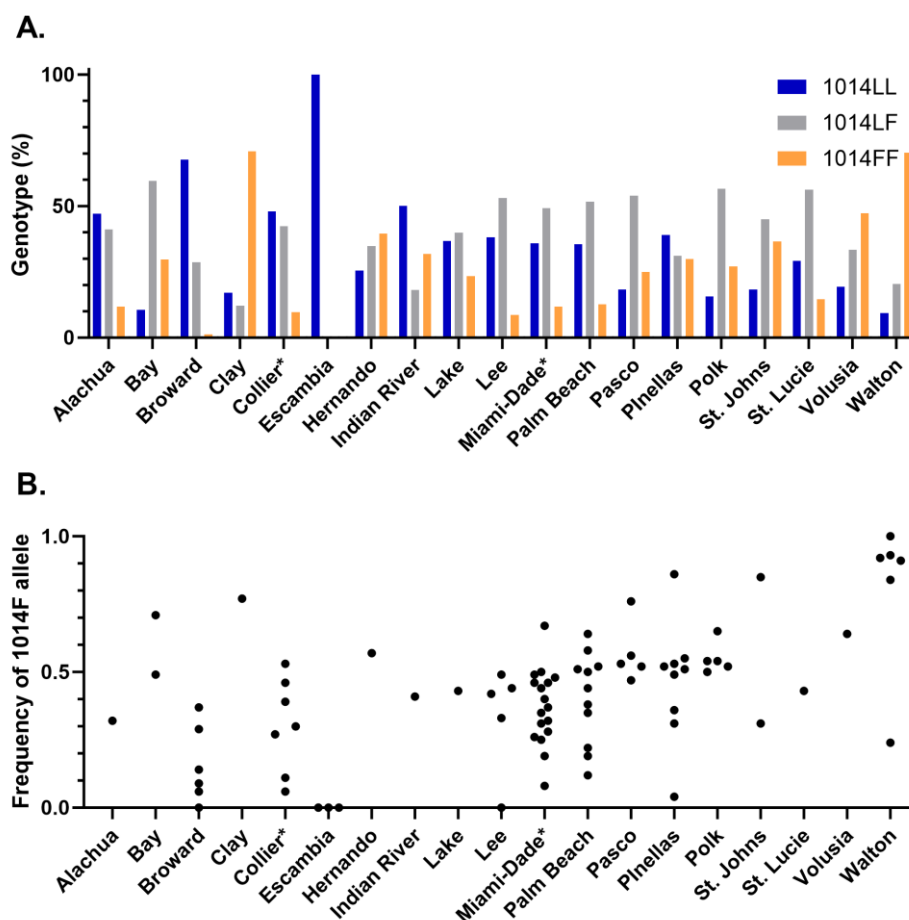 A.
100
50
0
Genotype (%)
1014LL
1014LF
1014FF
Alachua
Bay
Broward
Clay
Collier*
Escambia
Hernando
Indian River
Lake
Lee
Miami-Dade*
Palm Beach
Pasco
PInellas
Polk
St. Johns
St. Lucie
Volusia
Walton
B.
1.0
0.5
0.0
Frequency of 1014F allele
Alachua
Bay
Broward
Clay
Collier*
Escambia
Hernando
Indian River
Lake
Lee
Miami-Dade*
Palm Beach
Pasco
PInellas
Polk
St. Johns
St. Lucie
Volusia
Walton